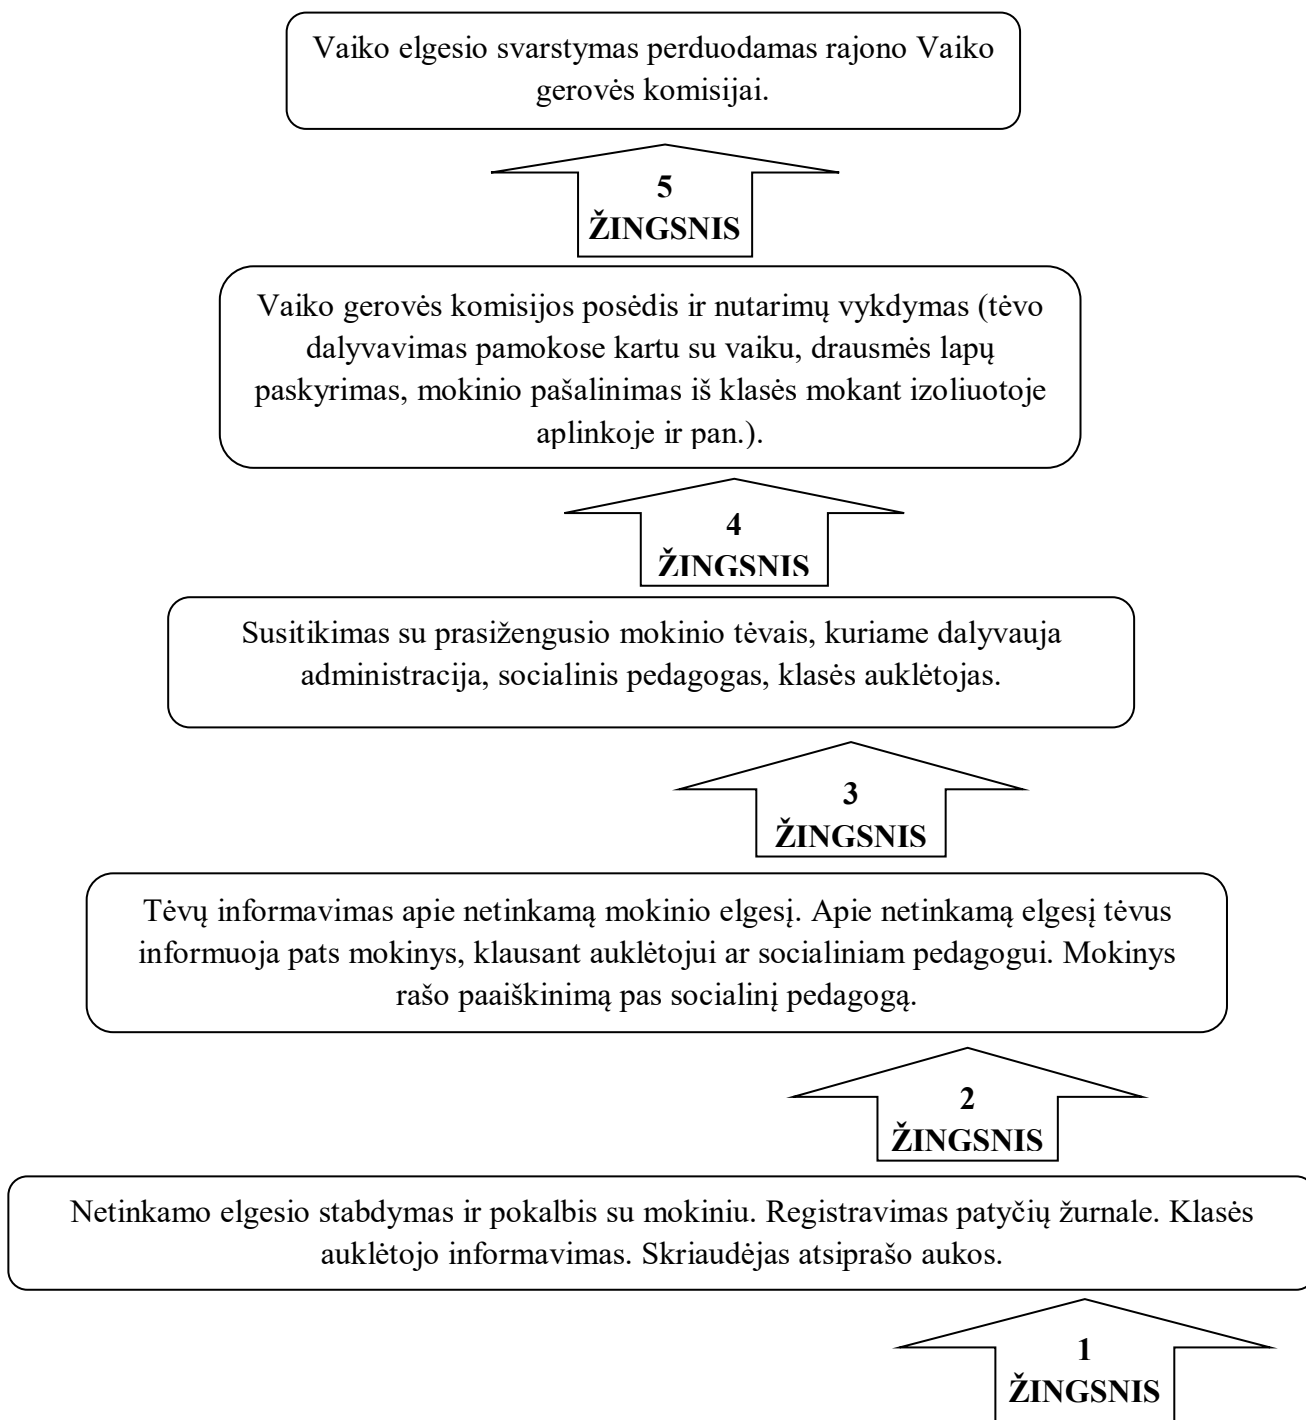 Vaiko elgesio svarstymas perduodamas rajono Vaiko
gerovės komisijai.
5
ŽINGSNIS
Vaiko gerovės komisijos posėdis ir nutarimų vykdymas (tėvo
dalyvavimas pamokose kartu su vaiku, drausmės lapų
paskyrimas, mokinio pašalinimas iš klasės mokant izoliuotoje
aplinkoje ir pan.).
4
ŽINGSNIS
Susitikimas su prasižengusio mokinio tėvais, kuriame dalyvauja
administracija, socialinis pedagogas, klasės auklėtojas.
3
ŽINGSNIS
Tėvų informavimas apie netinkamą mokinio elgesį. Apie netinkamą elgesį tėvus
informuoja pats mokinys, klausant auklėtojui ar socialiniam pedagogui. Mokinys
rašo paaiškinimą pas socialinį pedagogą.
2
ŽINGSNIS
Netinkamo elgesio stabdymas ir pokalbis su mokiniu. Registravimas patyčių žurnale. Klasės
auklėtojo informavimas. Skriaudėjas atsiprašo aukos.
1
ŽINGSNIS